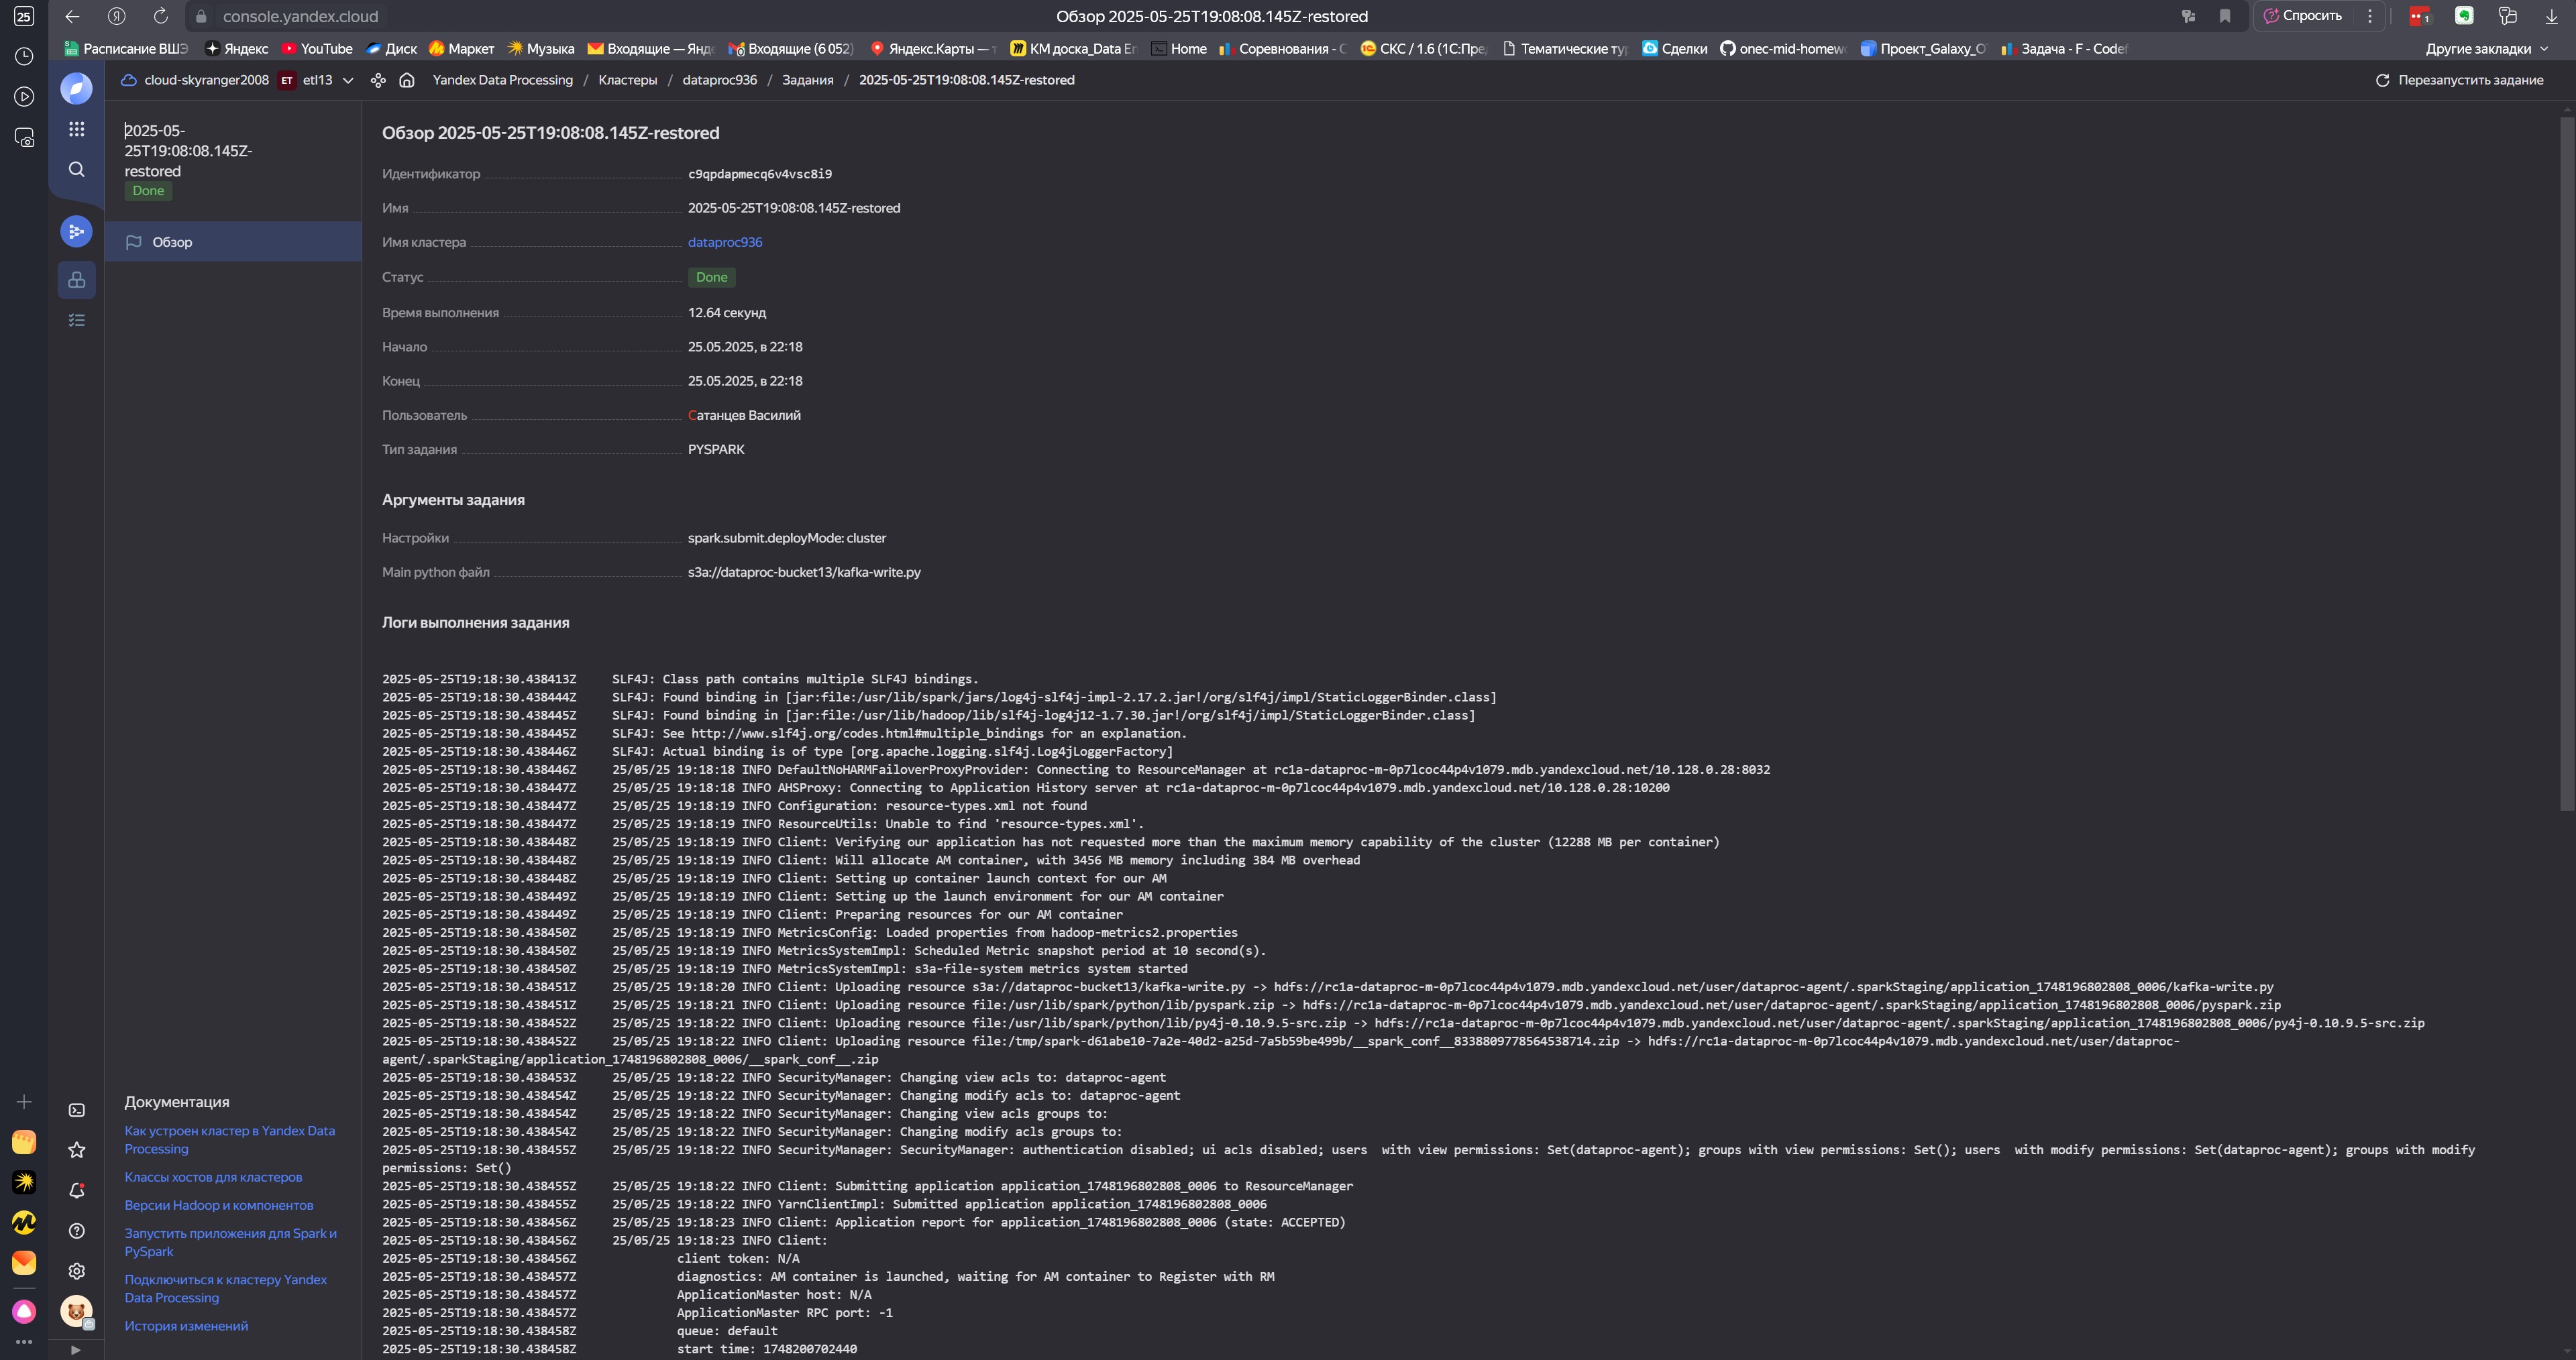 25
console.yandex.cloud
Обзор 2025-05-25T19:08:08.145Z-restored
Спросить
1
Расписание ВШЭ
Яндекс
YouTube
Диск
Маркет
Музыка
Входящие — Янд
Входящие (6 052)
Яндекс.Карты —
КМ доска_Data E
Home
Соревнования -
СКС / 1.6 (1С:Пре
Тематические ту
Сделки
onec-mid-homew
Проект_Galaxy_O
Задача - F - Codef
Другие закладки
cloud-skyranger2008
ET
etl13
Yandex Data Processing / Кластеры / dataproc936 / Задания / 2025-05-25T19:08:08.145Z-restored
Перезапустить задание
2025-05-
25T19:08:08.145Z-
restored
Done
Обзор
Обзор 2025-05-25T19:08:08.145Z-restored
Идентификатор c9qpdapmecq6v4vsc8i9
Имя 2025-05-25T19:08:08.145Z-restored
Имя кластера dataproc936
Статус Done
Время выполнения 12.64 секунд
Начало 25.05.2025, в 22:18
Конец 25.05.2025, в 22:18
Пользователь Сатанцев Василий
Тип задания PYSPARK
Аргументы задания
Настройки spark.submit.deployMode: cluster
Main python файл s3a://dataproc-bucket13/kafka-write.py
Логи выполнения задания
2025-05-25T19:18:30.438413Z SLF4J: Class path contains multiple SLF4J bindings.
2025-05-25T19:18:30.438444Z SLF4J: Found binding in [jar:file:/usr/lib/spark/jars/log4j-slf4j-impl-2.17.2.jar!/org/slf4j/impl/StaticLoggerBinder.class]
2025-05-25T19:18:30.438445Z SLF4J: Found binding in [jar:file:/usr/lib/hadoop/lib/slf4j-log4j12-1.7.30.jar!/org/slf4j/impl/StaticLoggerBinder.class]
2025-05-25T19:18:30.438445Z SLF4J: See http://www.slf4j.org/codes.html#multiple_bindings for an explanation.
2025-05-25T19:18:30.438446Z SLF4J: Actual binding is of type [org.apache.logging.slf4j.Log4jLoggerFactory]
2025-05-25T19:18:30.438446Z 25/05/25 19:18:18 INFO DefaultNoHARMFailoverProxyProvider: Connecting to ResourceManager at rc1a-dataproc-m-0p7lcoc44p4v1079.mdb.yandexcloud.net/10.128.0.28:8032
2025-05-25T19:18:30.438447Z 25/05/25 19:18:18 INFO AHSProxy: Connecting to Application History server at rc1a-dataproc-m-0p7lcoc44p4v1079.mdb.yandexcloud.net/10.128.0.28:10200
2025-05-25T19:18:30.438447Z 25/05/25 19:18:19 INFO Configuration: resource-types.xml not found
2025-05-25T19:18:30.438447Z 25/05/25 19:18:19 INFO ResourceUtils: Unable to find 'resource-types.xml'.
2025-05-25T19:18:30.438448Z 25/05/25 19:18:19 INFO Client: Verifying our application has not requested more than the maximum memory capability of the cluster (12288 MB per container)
2025-05-25T19:18:30.438448Z 25/05/25 19:18:19 INFO Client: Will allocate AM container, with 3456 MB memory including 384 MB overhead
2025-05-25T19:18:30.438448Z 25/05/25 19:18:19 INFO Client: Setting up container launch context for our AM
2025-05-25T19:18:30.438449Z 25/05/25 19:18:19 INFO Client: Setting up the launch environment for our AM container
2025-05-25T19:18:30.438449Z 25/05/25 19:18:19 INFO Client: Preparing resources for our AM container
2025-05-25T19:18:30.438450Z 25/05/25 19:18:19 INFO MetricsConfig: Loaded properties from hadoop-metrics2.properties
2025-05-25T19:18:30.438450Z 25/05/25 19:18:19 INFO MetricsSystemImpl: Scheduled Metric snapshot period at 10 second(s).
2025-05-25T19:18:30.438450Z 25/05/25 19:18:19 INFO MetricsSystemImpl: s3a-file-system metrics system started
2025-05-25T19:18:30.438451Z 25/05/25 19:18:20 INFO Client: Uploading resource s3a://dataproc-bucket13/kafka-write.py -> hdfs://rc1a-dataproc-m-0p7lcoc44p4v1079.mdb.yandexcloud.net/user/dataproc-agent/.sparkStaging/application_1748196802808_0006/kafka-write.py
2025-05-25T19:18:30.438451Z 25/05/25 19:18:21 INFO Client: Uploading resource file:/usr/lib/spark/python/lib/pyspark.zip -> hdfs://rc1a-dataproc-m-0p7lcoc44p4v1079.mdb.yandexcloud.net/user/dataproc-agent/.sparkStaging/application_1748196802808_0006/pyspark.zip
2025-05-25T19:18:30.438452Z 25/05/25 19:18:22 INFO Client: Uploading resource file:/usr/lib/spark/python/lib/py4j-0.10.9.5-src.zip -> hdfs://rc1a-dataproc-m-0p7lcoc44p4v1079.mdb.yandexcloud.net/user/dataproc-agent/.sparkStaging/application_1748196802808_0006/py4j-0.10.9.5-src.zip
2025-05-25T19:18:30.438452Z 25/05/25 19:18:22 INFO Client: Uploading resource file:/tmp/spark-d61abe10-7a2e-40d2-a25d-7a5b59be499b/__spark_conf__8338809778564538714.zip -> hdfs://rc1a-dataproc-m-0p7lcoc44p4v1079.mdb.yandexcloud.net/user/dataproc-
agent/.sparkStaging/application_1748196802808_0006/__spark_conf__.zip
2025-05-25T19:18:30.438453Z 25/05/25 19:18:22 INFO SecurityManager: Changing view acls to: dataproc-agent
2025-05-25T19:18:30.438454Z 25/05/25 19:18:22 INFO SecurityManager: Changing modify acls to: dataproc-agent
2025-05-25T19:18:30.438454Z 25/05/25 19:18:22 INFO SecurityManager: Changing view acls groups to:
2025-05-25T19:18:30.438454Z 25/05/25 19:18:22 INFO SecurityManager: Changing modify acls groups to:
2025-05-25T19:18:30.438455Z 25/05/25 19:18:22 INFO SecurityManager: SecurityManager: authentication disabled; ui acls disabled; users  with view permissions: Set(dataproc-agent); groups with view permissions: Set(); users  with modify permissions: Set(dataproc-agent); groups with modify
permissions: Set()
2025-05-25T19:18:30.438455Z 25/05/25 19:18:22 INFO Client: Submitting application application_1748196802808_0006 to ResourceManager
2025-05-25T19:18:30.438455Z 25/05/25 19:18:22 INFO YarnClientImpl: Submitted application application_1748196802808_0006
2025-05-25T19:18:30.438456Z 25/05/25 19:18:23 INFO Client: Application report for application_1748196802808_0006 (state: ACCEPTED)
2025-05-25T19:18:30.438456Z 25/05/25 19:18:23 INFO Client:
2025-05-25T19:18:30.438456Z client token: N/A
2025-05-25T19:18:30.438457Z diagnostics: AM container is launched, waiting for AM container to Register with RM
2025-05-25T19:18:30.438457Z ApplicationMaster host: N/A
2025-05-25T19:18:30.438457Z ApplicationMaster RPC port: -1
2025-05-25T19:18:30.438458Z queue: default
2025-05-25T19:18:30.438458Z start time: 1748200702440
Документация
Как устроен кластер в Yandex Data
Processing
Классы хостов для кластеров
Версии Hadoop и компонентов
Запустить приложения для Spark и
PySpark
Подключиться к кластеру Yandex
Data Processing
История изменений